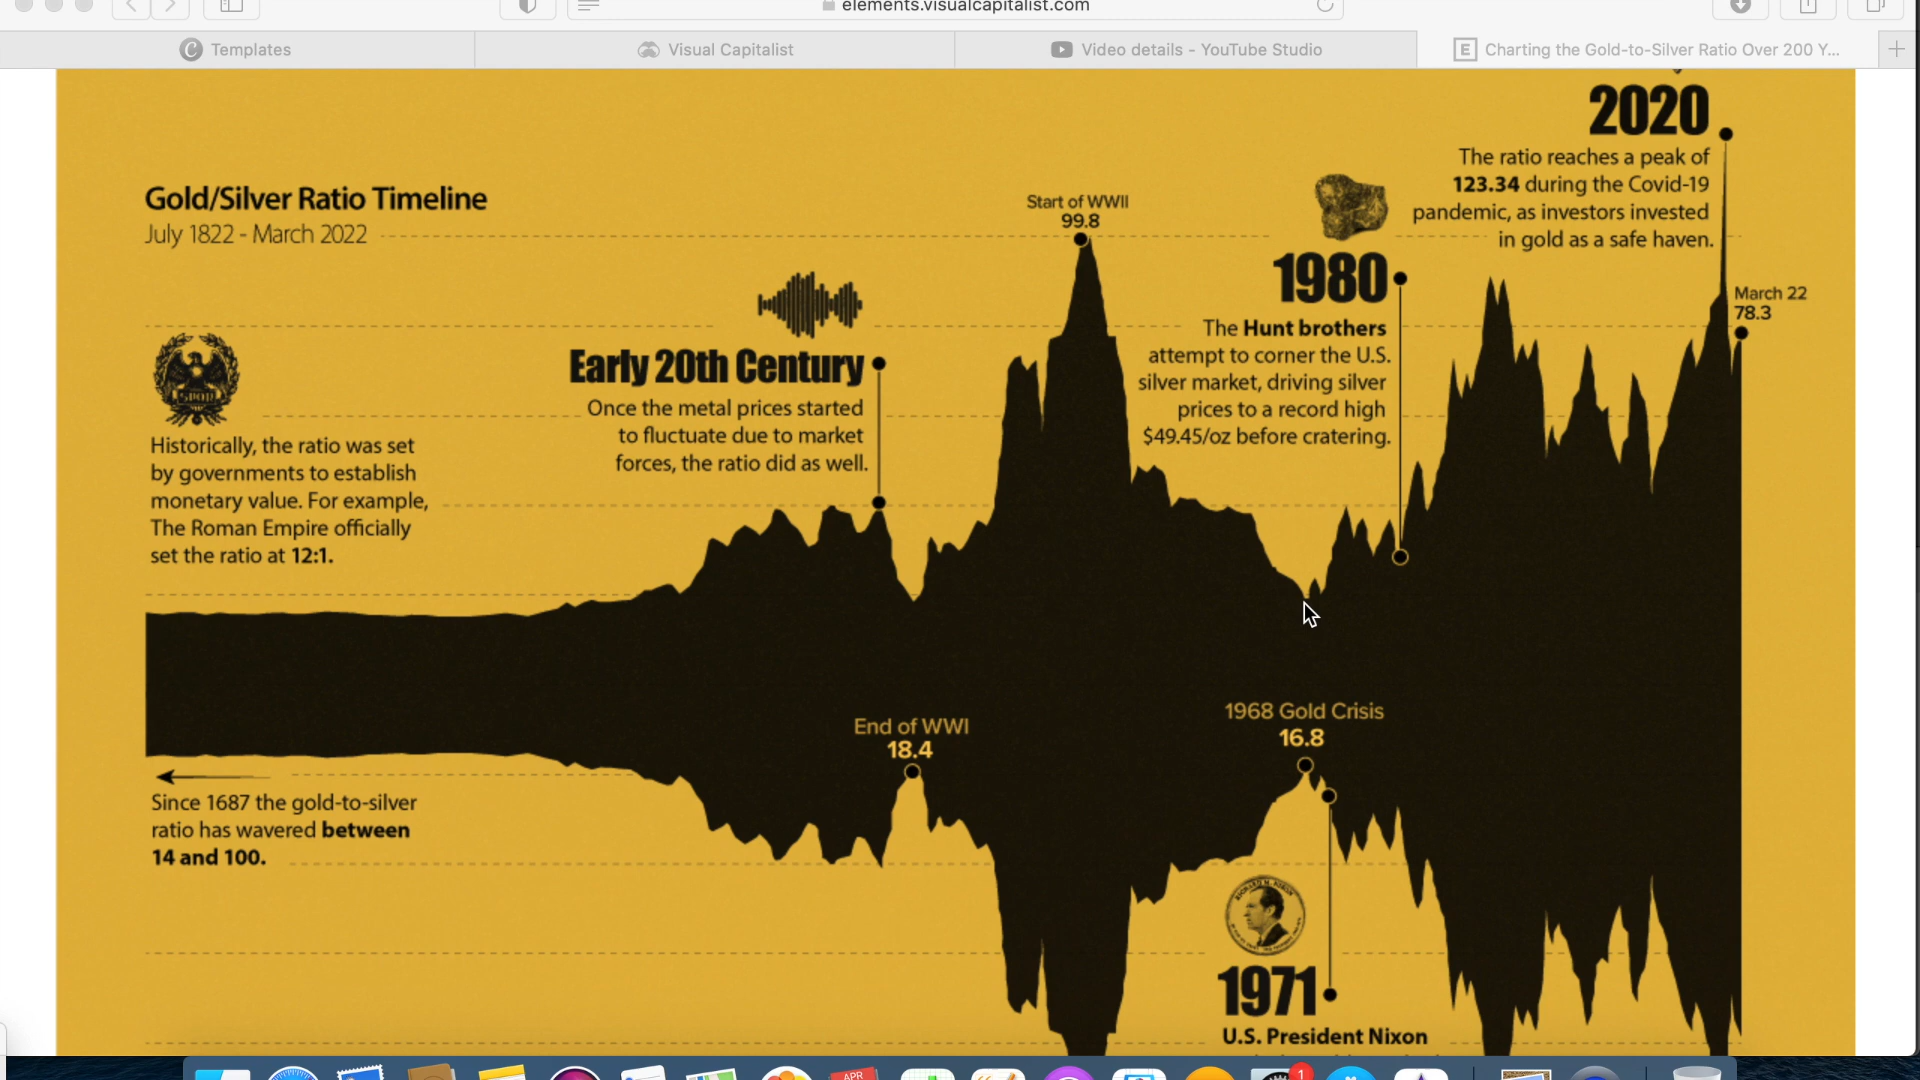 elements.visualcapitalist.com
Templates
Visual Capitalist
Video details - YouTube Studio
E
Charting the Gold-to-Silver Ratio Over 200 Y...
Gold/Silver Ratio Timeline
July 1822 - March 2022
SPQR
Historically, the ratio was set
by governments to establish
monetary value. For example,
The Roman Empire officially
set the ratio at 12:1.
Since 1687 the gold-to-silver
ratio has wavered between
14 and 100.
Early 20th Century
Once the metal prices started
to fluctuate due to market
forces, the ratio did as well.
End of WWI
18.4
Start of WWII
99.8
1980
The Hunt brothers
attempt to corner the U.S.
silver market, driving silver
prices to a record high
$49.45/oz before cratering.
1968 Gold Crisis
16.8
1971
U.S. President Nixon
2020
The ratio reaches a peak of
123.34 during the Covid-19
pandemic, as investors invested
in gold as a safe haven.
March 22
78.3
APR
1